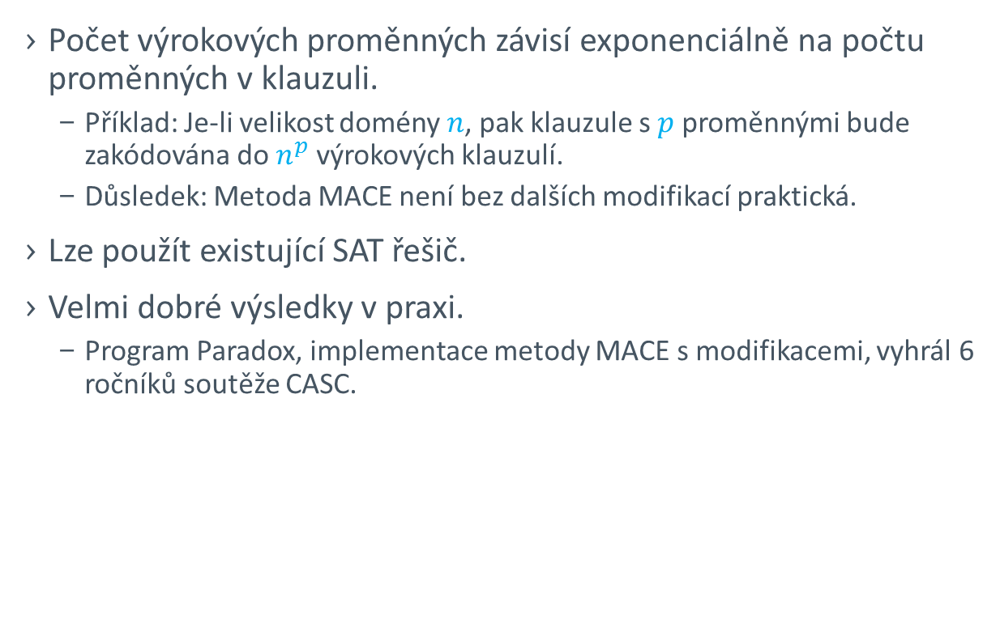 › Počet výrokových proměnných závisí exponenciálně na počtu
proměnných v klauzuli.
– Příklad: Je-li velikost domény n, pak klauzule s p proměnnými bude
zakódována do n^p výrokových klauzulí.
– Důsledek: Metoda MACE není bez dalších modifikací praktická.
› Lze použít existující SAT řešič.
› Velmi dobré výsledky v praxi.
– Program Paradox, implementace metody MACE s modifikacemi, vyhrál 6
ročníků soutěže CASC.